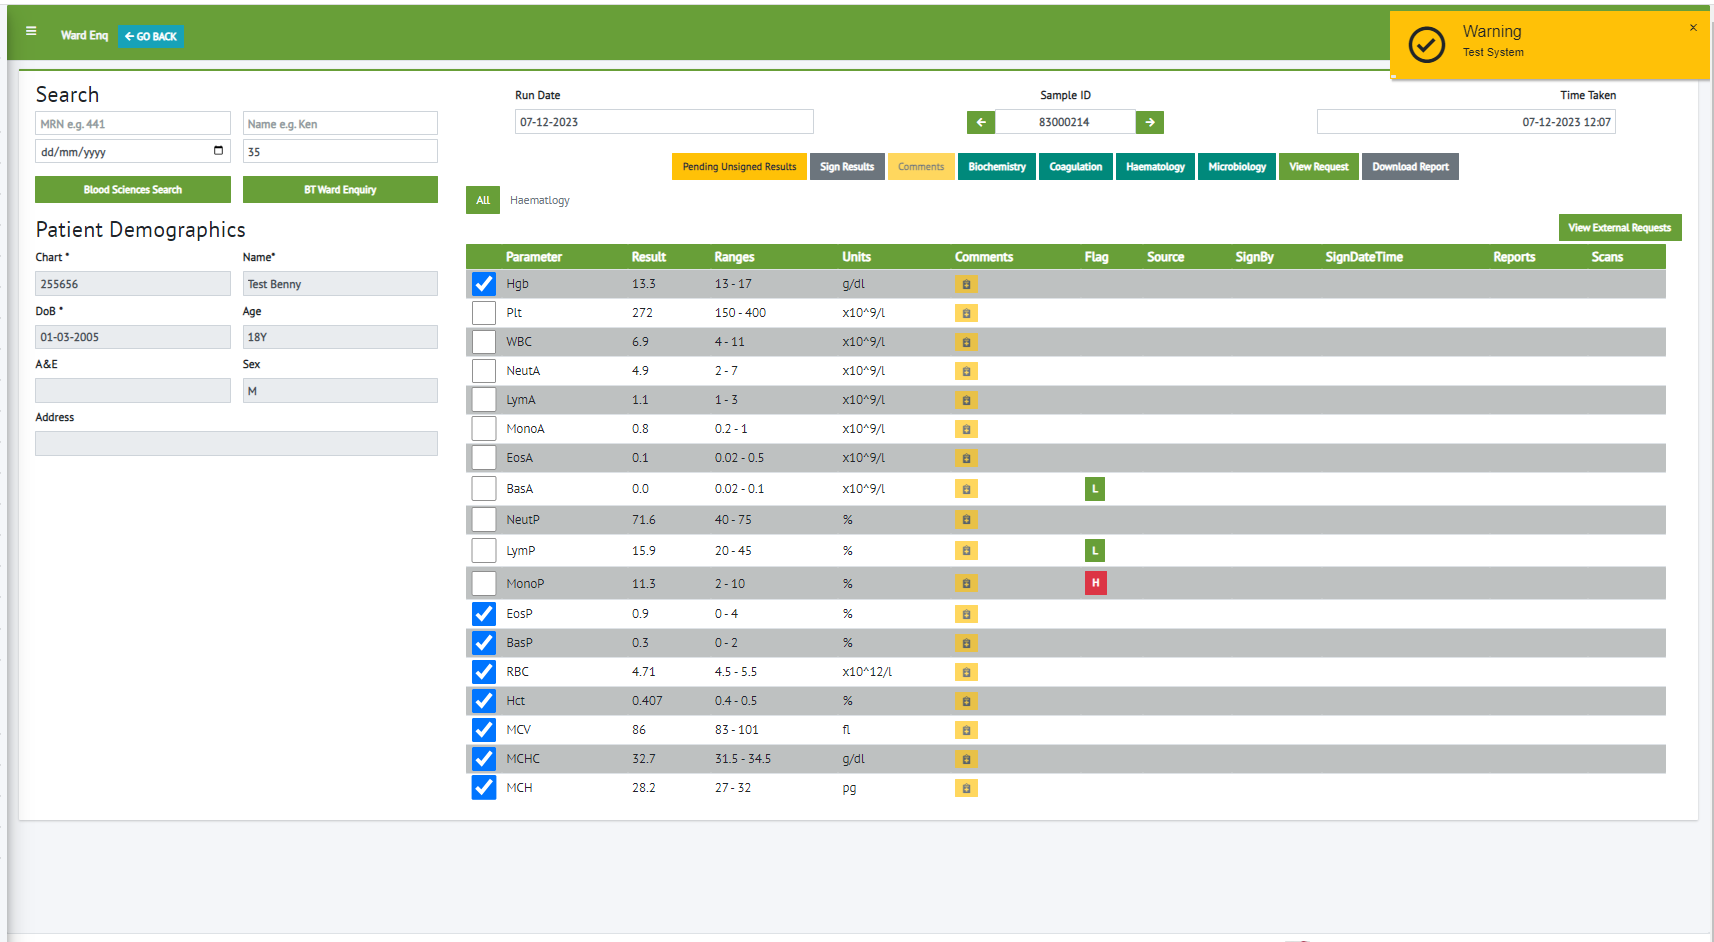 Ward Enq GO BACK
Warning
Test System
×
Search
MRN e.g. 441 Name e.g. Ken
dd/mm/yyyy 35
Blood Sciences Search BT Ward Enquiry
Patient Demographics
Chart * Name*
255656 Test Benny
DoB * Age
01-03-2005 18Y
A&E Sex
M
Address
Run Date Sample ID Time Taken
07-12-2023 83000214 07-12-2023 12:07
Pending Unsigned Results Sign Results Comments Biochemistry Coagulation Haematology Microbiology View Request Download Report
All Haematlogy
View External Requests
Parameter Result Ranges Units Comments Flag Source SignBy SignDateTime Reports Scans
Hgb 13.3 13 - 17 g/dl
Plt 272 150 - 400 x10^9/l
WBC 6.9 4 - 11 x10^9/l
NeutA 4.9 2 - 7 x10^9/l
LymA 1.1 1 - 3 x10^9/l
MonoA 0.8 0.2 - 1 x10^9/l
EosA 0.1 0.02 - 0.5 x10^9/l
BasA 0.0 0.02 - 0.1 x10^9/l L
NeutP 71.6 40 - 75 %
LymP 15.9 20 - 45 % L
MonoP 11.3 2 - 10 % H
EosP 0.9 0 - 4 %
BasP 0.3 0 - 2 %
RBC 4.71 4.5 - 5.5 x10^12/l
Hct 0.407 0.4 - 0.5 %
MCV 86 83 - 101 fl
MCHC 32.7 31.5 - 34.5 g/dl
MCH 28.2 27 - 32 pg